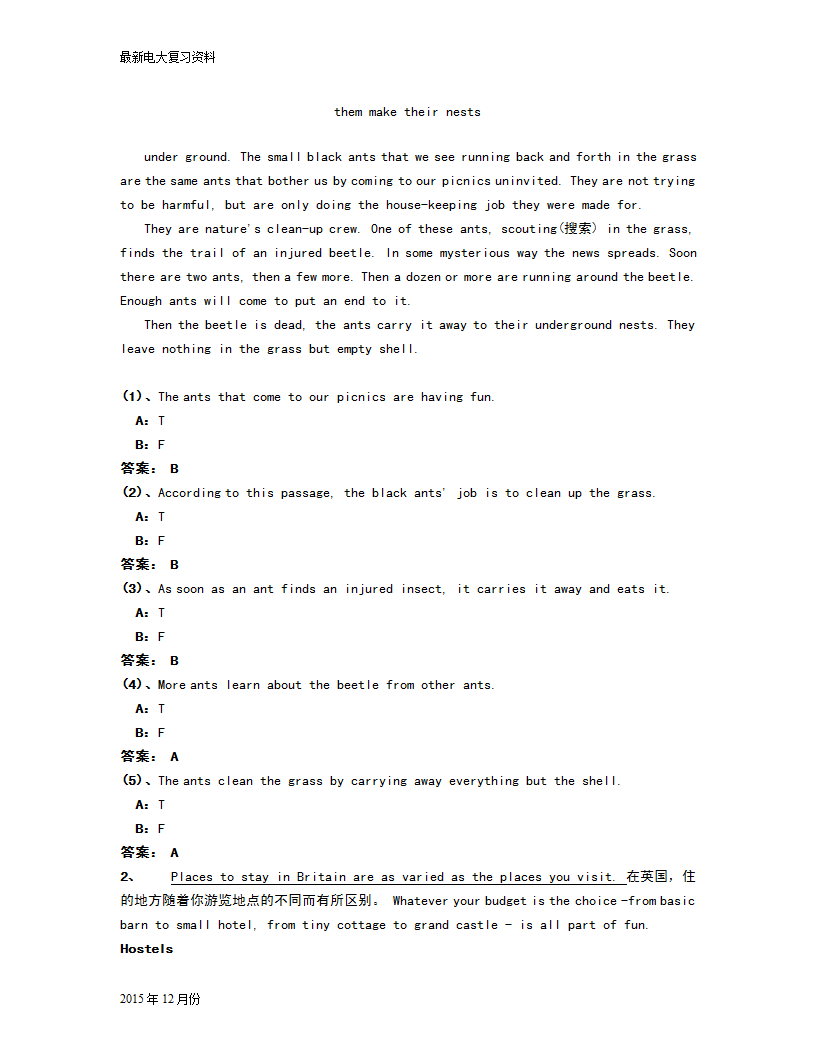 最新电大复习资料
them make their nests
under ground. The small black ants that we see running back and forth in the grass
are the same ants that bother us by coming to our picnics uninvited. They are not trying
to be harmful, but are only doing the house-keeping job they were made for.
They are nature's clean-up crew. One of these ants, scouting(搜索) in the grass,
finds the trail of an injured beetle. In some mysterious way the news spreads. Soon
there are two ants, then a few more. Then a dozen or more are running around the beetle.
Enough ants will come to put an end to it.
Then the beetle is dead, the ants carry it away to their underground nests. They
leave nothing in the grass but empty shell.
(1)、The ants that come to our picnics are having fun.
A：T
B：F
答案： B
(2)、According to this passage, the black ants' job is to clean up the grass.
A：T
B：F
答案： B
(3)、As soon as an ant finds an injured insect, it carries it away and eats it.
A：T
B：F
答案： B
(4)、More ants learn about the beetle from other ants.
A：T
B：F
答案： A
(5)、The ants clean the grass by carrying away everything but the shell.
A：T
B：F
答案： A
2、 Places to stay in Britain are as varied as the places you visit. 在英国，住
的地方随着你游览地点的不同而有所区别。 Whatever your budget is the choice -from basic
barn to small hotel, from tiny cottage to grand castle - is all part of fun.
Hostels
2015 年 12 月份